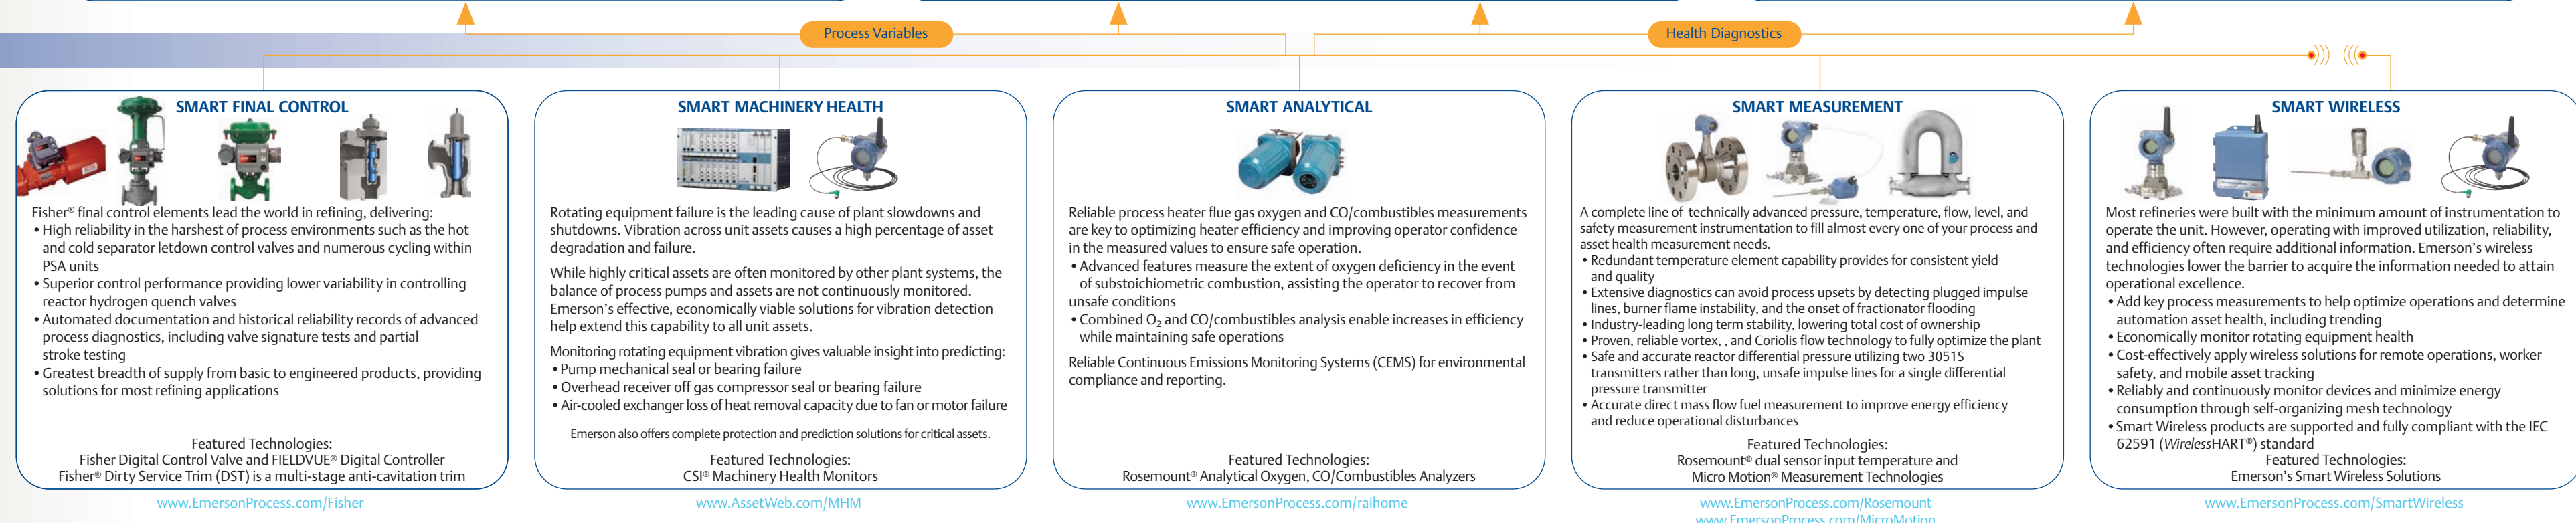 Process Variables
Health Diagnostics
SMART FINAL CONTROL
Fisher® final control elements lead the world in refining, delivering:
• High reliability in the harshest of process environments such as the hot
and cold separator letdown control valves and numerous cycling within
PSA units
• Superior control performance providing lower variability in controlling
reactor hydrogen quench valves
• Automated documentation and historical reliability records of advanced
process diagnostics, including valve signature tests and partial
stroke testing
• Greatest breadth of supply from basic to engineered products, providing
solutions for most refining applications
Featured Technologies:
Fisher Digital Control Valve and FIELDVUE® Digital Controller
Fisher® Dirty Service Trim (DST) is a multi-stage anti-cavitation trim
www.EmersonProcess.com/Fisher
SMART MACHINERY HEALTH
Rotating equipment failure is the leading cause of plant slowdowns and
shutdowns. Vibration across unit assets causes a high percentage of asset
degradation and failure.
While highly critical assets are often monitored by other plant systems, the
balance of process pumps and assets are not continuously monitored.
Emerson's effective, economically viable solutions for vibration detection
help extend this capability to all unit assets.
Monitoring rotating equipment vibration gives valuable insight into predicting:
• Pump mechanical seal or bearing failure
• Overhead receiver off gas compressor seal or bearing failure
• Air-cooled exchanger loss of heat removal capacity due to fan or motor failure
Emerson also offers complete protection and prediction solutions for critical assets.
Featured Technologies:
CSI® Machinery Health Monitors
www.AssetWeb.com/MHM
SMART ANALYTICAL
Reliable process heater flue gas oxygen and CO/combustibles measurements
are key to optimizing heater efficiency and improving operator confidence
in the measured values to ensure safe operation.
• Advanced features measure the extent of oxygen deficiency in the event
of substoichiometric combustion, assisting the operator to recover from
unsafe conditions
• Combined O₂ and CO/combustibles analysis enable increases in efficiency
while maintaining safe operations
Reliable Continuous Emissions Monitoring Systems (CEMS) for environmental
compliance and reporting.
Featured Technologies:
Rosemount® Analytical Oxygen, CO/Combustibles Analyzers
www.EmersonProcess.com/raihome
SMART MEASUREMENT
A complete line of technically advanced pressure, temperature, flow, level, and
safety measurement instrumentation to fill almost every one of your process and
asset health measurement needs.
• Redundant temperature element capability provides for consistent yield
and quality
• Extensive diagnostics can avoid process upsets by detecting plugged impulse
lines, burner flame instability, and the onset of fractionator flooding
• Industry-leading long term stability, lowering total cost of ownership
• Proven, reliable vortex, , and Coriolis flow technology to fully optimize the plant
• Safe and accurate reactor differential pressure utilizing two 3051S
transmitters rather than long, unsafe impulse lines for a single differential
pressure transmitter
• Accurate direct mass flow fuel measurement to improve energy efficiency
and reduce operational disturbances
Featured Technologies:
Rosemount® dual sensor input temperature and
Micro Motion® Measurement Technologies
www.EmersonProcess.com/Rosemount
www.EmersonProcess.com/MicroMotion
SMART WIRELESS
Most refineries were built with the minimum amount of instrumentation to
operate the unit. However, operating with improved utilization, reliability,
and efficiency often require additional information. Emerson's wireless
technologies lower the barrier to acquire the information needed to attain
operational excellence.
• Add key process measurements to help optimize operations and determine
automation asset health, including trending
• Economically monitor rotating equipment health
• Cost-effectively apply wireless solutions for remote operations, worker
safety, and mobile asset tracking
• Reliably and continuously monitor devices and minimize energy
consumption through self-organizing mesh technology
• Smart Wireless products are supported and fully compliant with the IEC
62591 (WirelessHART®) standard
Featured Technologies:
Emerson's Smart Wireless Solutions
www.EmersonProcess.com/SmartWireless